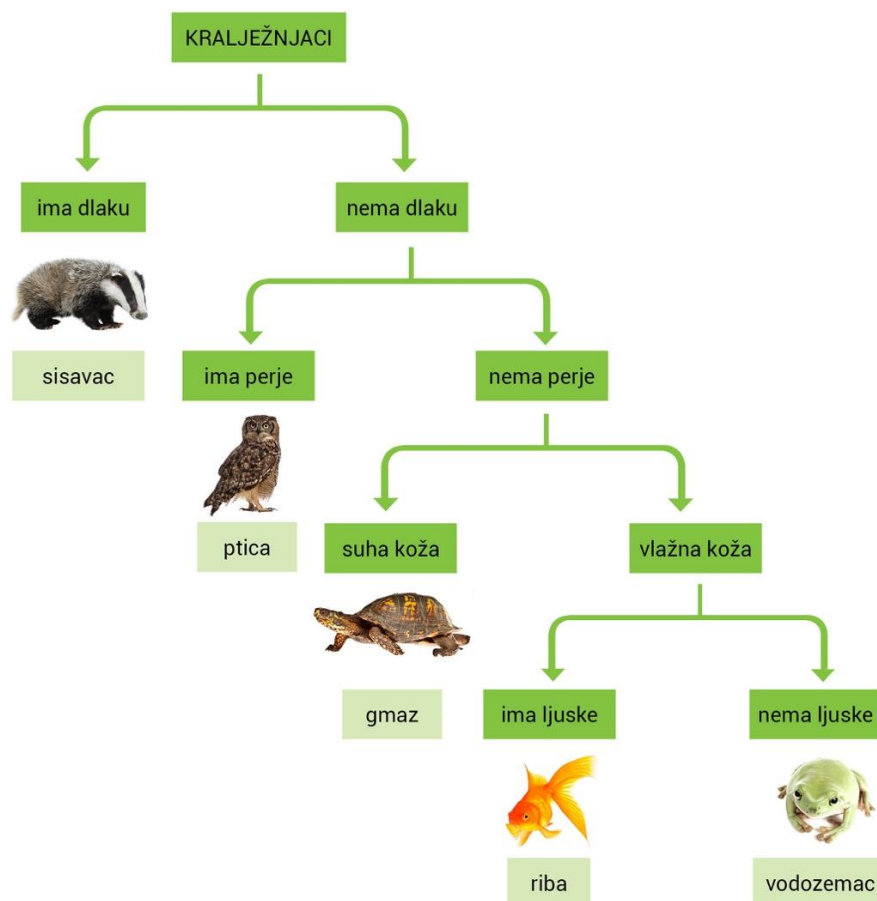 KRALJEŽNJACI
ima dlaku
nema dlaku
sisavac
ima perje
nema perje
ptica
suha koža
vlažna koža
gmaz
ima ljuske
nema ljuske
riba
vodozemac